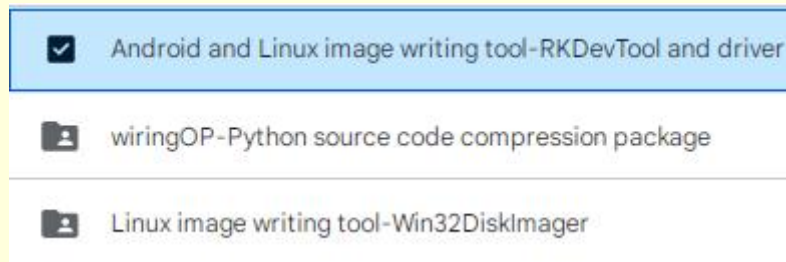 Android and Linux image writing tool-RKDevTool and driver
wiringOP-Python source code compression package
Linux image writing tool-Win32DiskImager